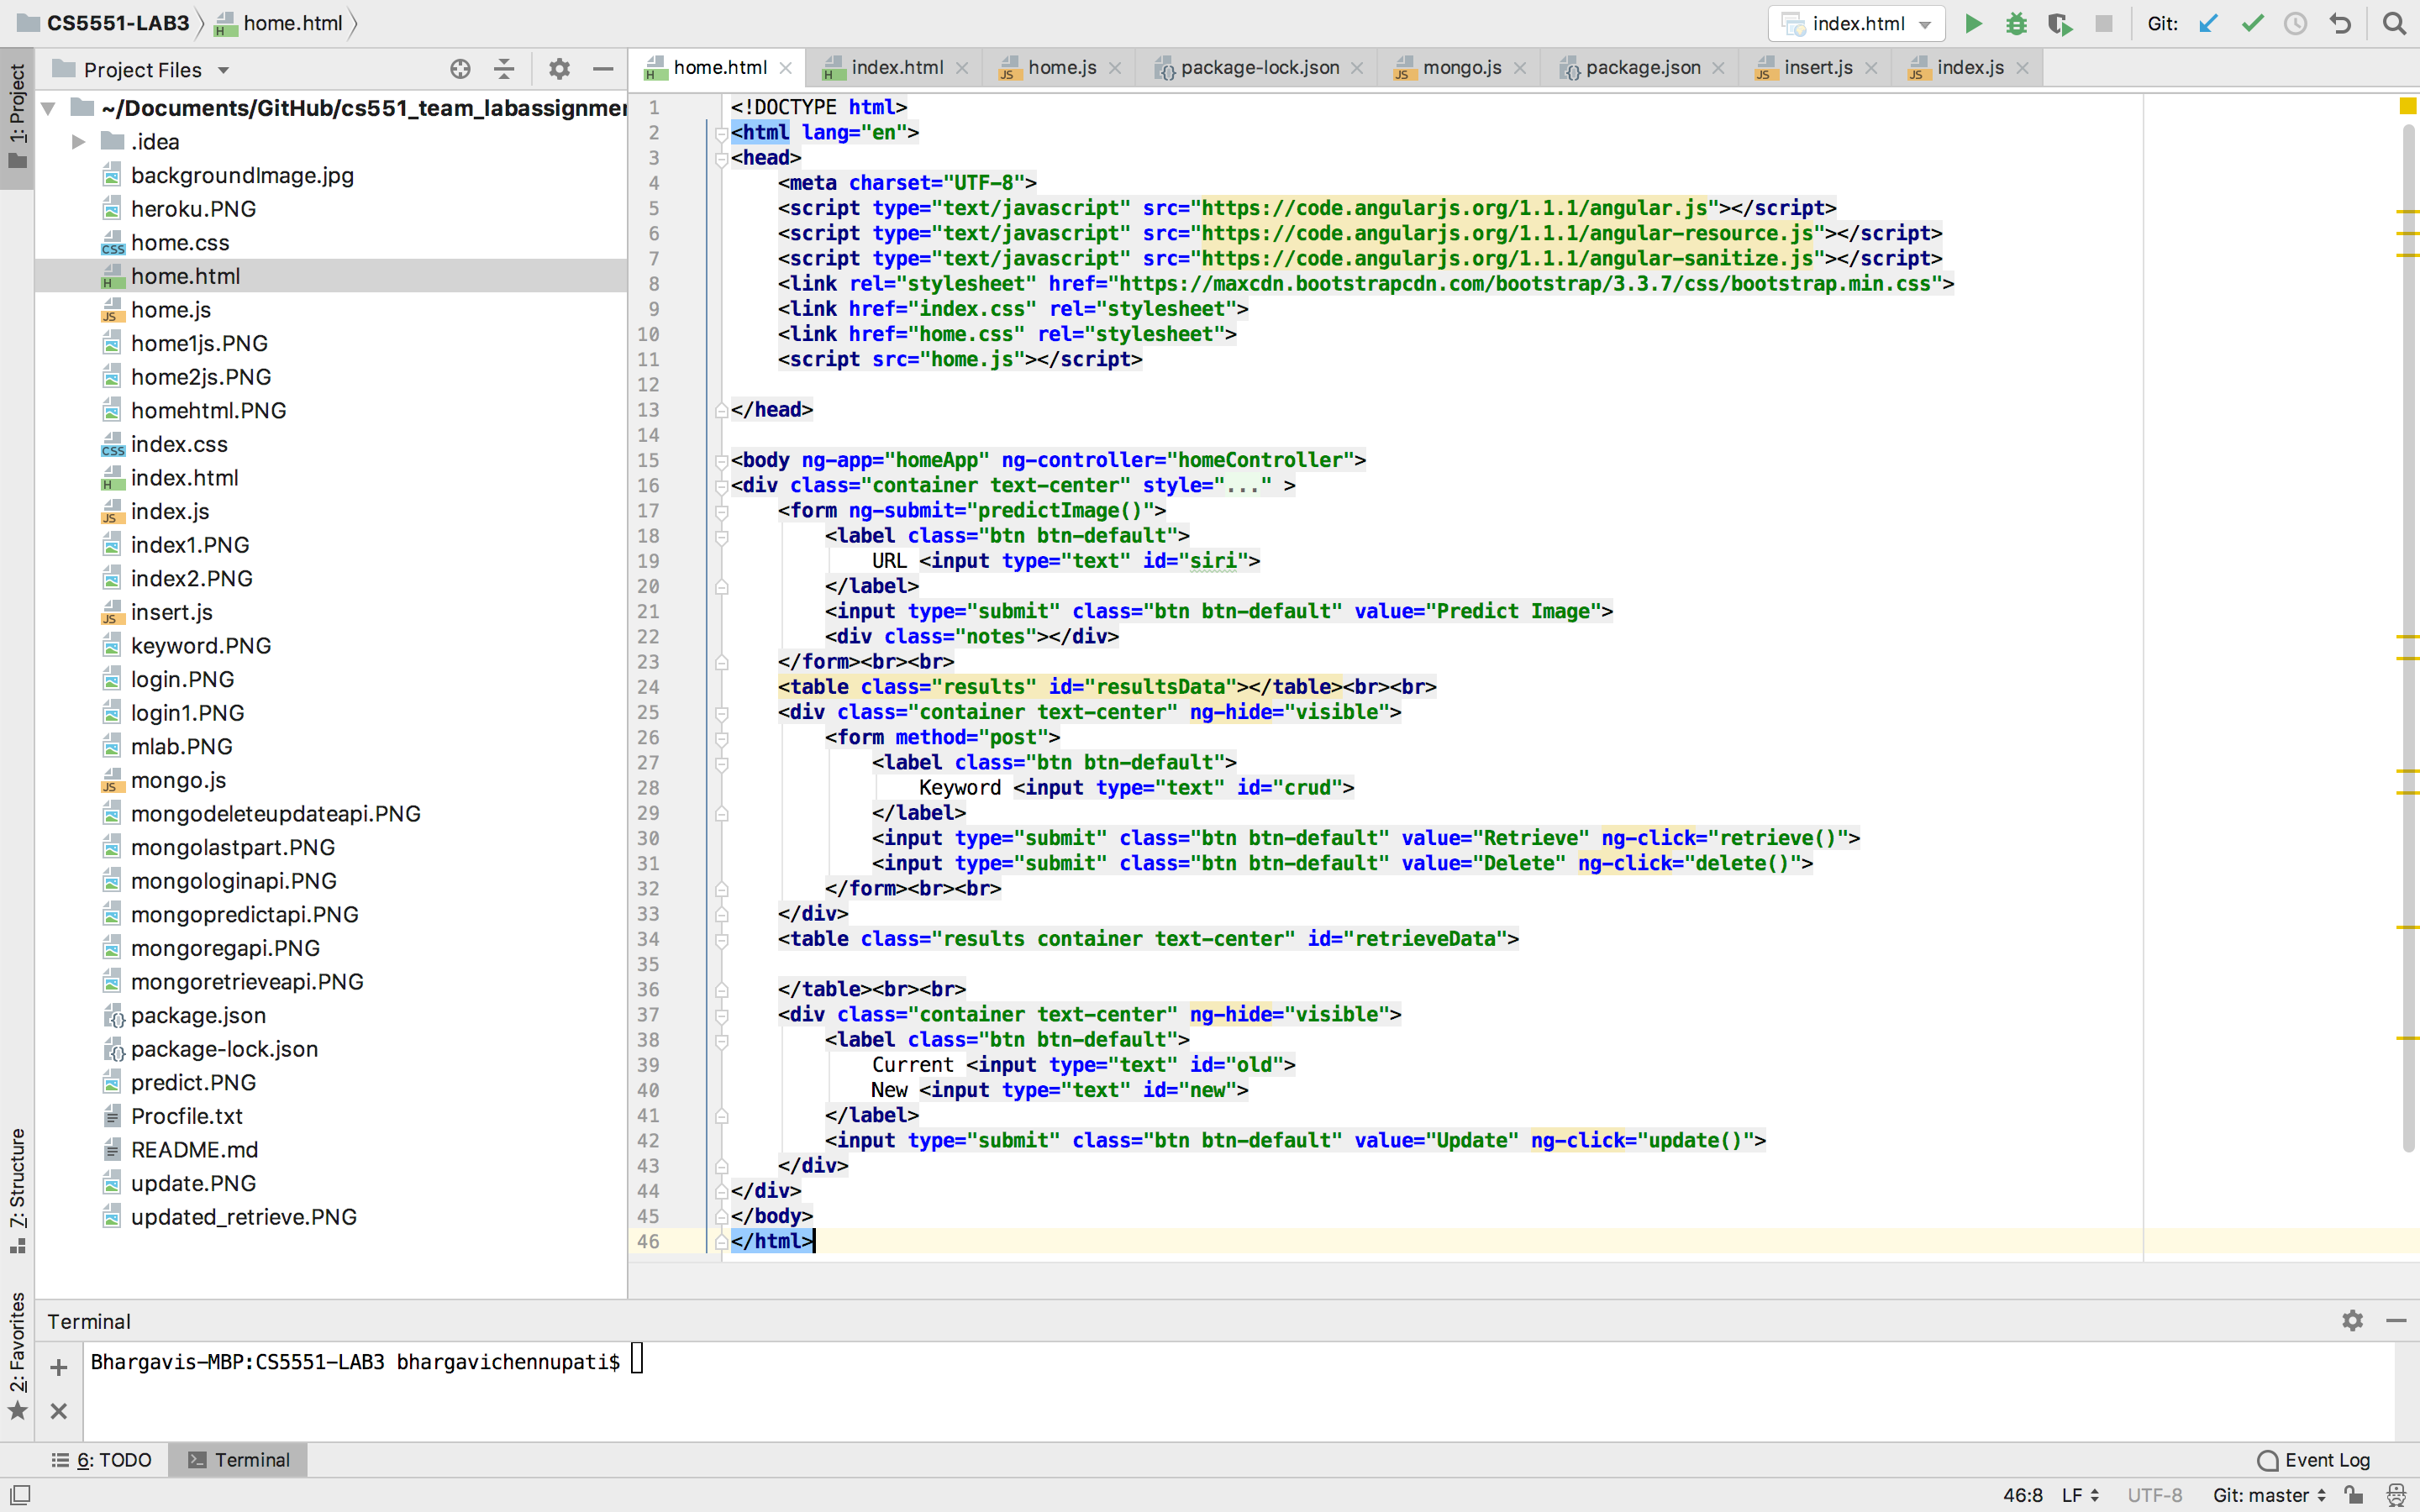 CS5551-LAB3 home.html index.html Git:
Project Files
home.html index.html home.js package-lock.json mongo.js package.json insert.js index.js
1: Project
7: Structure
2: Favorites
~/Documents/GitHub/cs551_team_labassignmen
.idea
backgroundImage.jpg
heroku.PNG
home.css
home.html
home.js
home1js.PNG
home2js.PNG
homehtml.PNG
index.css
index.html
index.js
index1.PNG
index2.PNG
insert.js
keyword.PNG
login.PNG
login1.PNG
mlab.PNG
mongo.js
mongodeleteupdateapi.PNG
mongolastpart.PNG
mongologinapi.PNG
mongopredictapi.PNG
mongoregapi.PNG
mongoretrieveapi.PNG
package.json
package-lock.json
predict.PNG
Procfile.txt
README.md
update.PNG
updated_retrieve.PNG
1 <!DOCTYPE html>
2 <html lang="en">
3 <head>
4 <meta charset="UTF-8">
5 <script type="text/javascript" src="https://code.angularjs.org/1.1.1/angular.js"></script>
6 <script type="text/javascript" src="https://code.angularjs.org/1.1.1/angular-resource.js"></script>
7 <script type="text/javascript" src="https://code.angularjs.org/1.1.1/angular-sanitize.js"></script>
8 <link rel="stylesheet" href="https://maxcdn.bootstrapcdn.com/bootstrap/3.3.7/css/bootstrap.min.css">
9 <link href="index.css" rel="stylesheet">
10 <link href="home.css" rel="stylesheet">
11 <script src="home.js"></script>
12
13 </head>
14
15 <body ng-app="homeApp" ng-controller="homeController">
16 <div class="container text-center" style="..." >
17 <form ng-submit="predictImage()">
18 <label class="btn btn-default">
19 URL <input type="text" id="siri">
20 </label>
21 <input type="submit" class="btn btn-default" value="Predict Image">
22 <div class="notes"></div>
23 </form><br><br>
24 <table class="results" id="resultsData"></table><br><br>
25 <div class="container text-center" ng-hide="visible">
26 <form method="post">
27 <label class="btn btn-default">
28 Keyword <input type="text" id="crud">
29 </label>
30 <input type="submit" class="btn btn-default" value="Retrieve" ng-click="retrieve()">
31 <input type="submit" class="btn btn-default" value="Delete" ng-click="delete()">
32 </form><br><br>
33 </div>
34 <table class="results container text-center" id="retrieveData">
35
36 </table><br><br>
37 <div class="container text-center" ng-hide="visible">
38 <label class="btn btn-default">
39 Current <input type="text" id="old">
40 New <input type="text" id="new">
41 </label>
42 <input type="submit" class="btn btn-default" value="Update" ng-click="update()">
43 </div>
44 </div>
45 </body>
46 </html>
Terminal
Bhargavis-MBP:CS5551-LAB3 bhargavichennupati$
6: TODO Terminal Event Log
46:8 LF UTF-8 Git: master